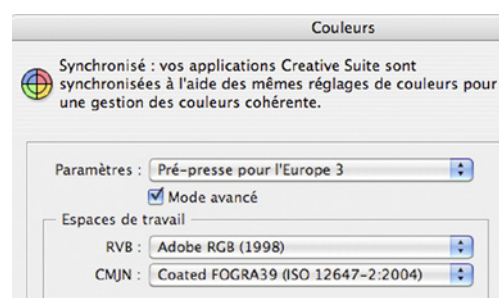 Couleurs
Synchronisé : vos applications Creative Suite sont
synchronisées à l'aide des mêmes réglages de couleurs pour
une gestion des couleurs cohérente.
Paramètres : Pré-presse pour l'Europe 3
Mode avancé
Espaces de travail
RVB : Adobe RGB (1998)
CMJN : Coated FOGRA39 (ISO 12647-2:2004)